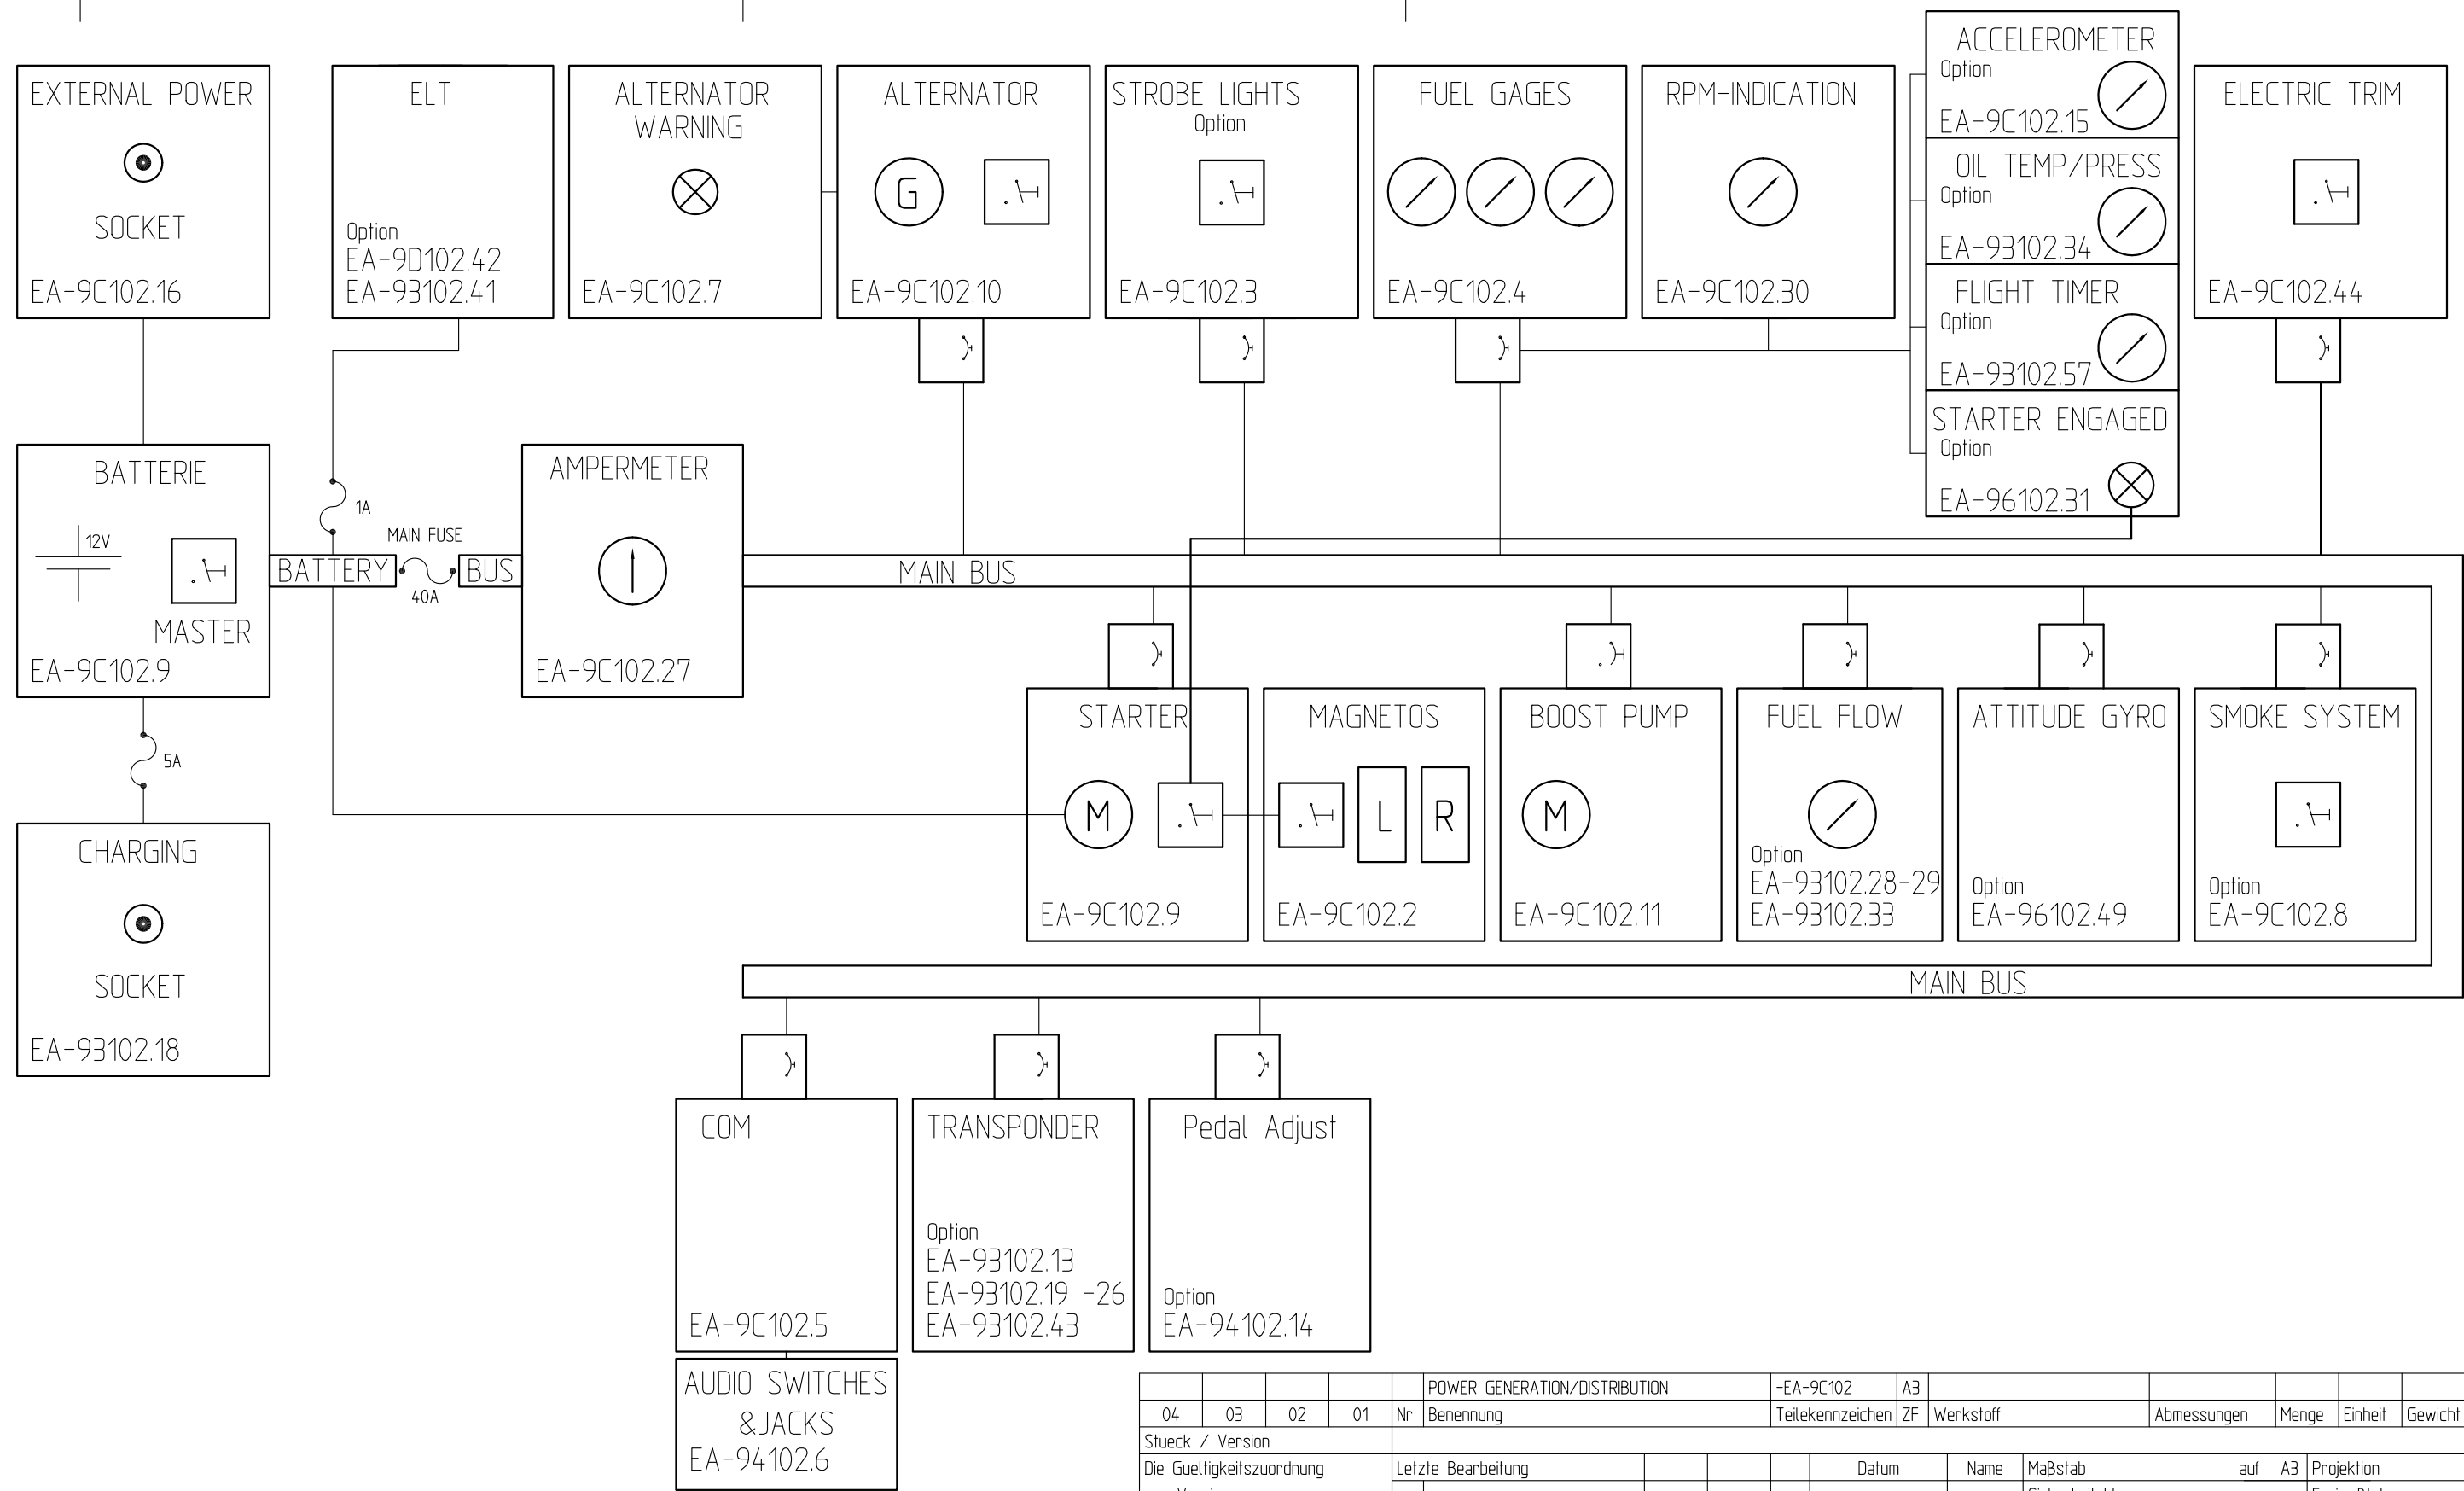 EXTERNAL POWER
SOCKET
EA-9C102.16
ELT
Option
EA-9D102.42
EA-93102.41
ALTERNATOR
WARNING
EA-9C102.7
ALTERNATOR
G
EA-9C102.10
STROBE LIGHTS
Option
EA-9C102.3
FUEL GAGES
EA-9C102.4
RPM-INDICATION
EA-9C102.30
ACCELEROMETER
Option
EA-9C102.15
OIL TEMP/PRESS
Option
EA-93102.34
FLIGHT TIMER
Option
EA-93102.57
STARTER ENGAGED
Option
EA-96102.31
ELECTRIC TRIM
EA-9C102.44
BATTERIE
12V
MASTER
EA-9C102.9
1A
MAIN FUSE
BATTERY
BUS
40A
AMPERMETER
EA-9C102.27
MAIN BUS
5A
CHARGING
SOCKET
EA-93102.18
STARTER
M
EA-9C102.9
MAGNETOS
L R
EA-9C102.2
BOOST PUMP
M
EA-9C102.11
FUEL FLOW
Option
EA-93102.28-29
EA-93102.33
ATTITUDE GYRO
Option
EA-96102.49
SMOKE SYSTEM
Option
EA-9C102.8
MAIN BUS
COM
EA-9C102.5
TRANSPONDER
Option
EA-93102.13
EA-93102.19 -26
EA-93102.43
Pedal Adjust
Option
EA-94102.14
AUDIO SWITCHES
&JACKS
EA-94102.6
POWER GENERATION/DISTRIBUTION -EA-9C102 A3
04 03 02 01 Nr Benennung Teilekennzeichen ZF Werkstoff Abmessungen Menge Einheit Gewicht
Stueck / Version
Die Gueltigkeitszuordnung Letzte Bearbeitung Datum Name Maßstab auf A3 Projektion